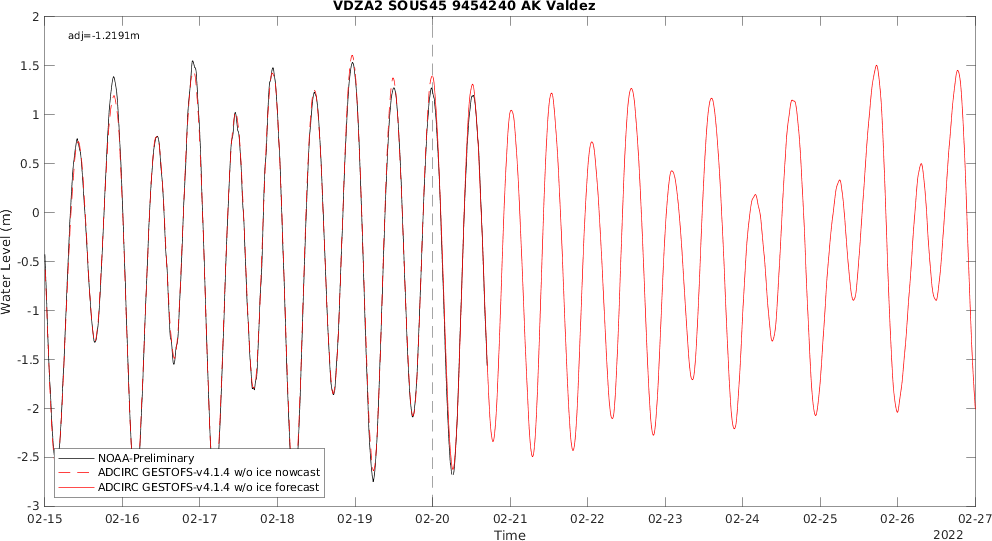 VDZA2 SOUS45 9454240 AK Valdez
adj=-1.2191m
2
1.5
1
0.5
0
-0.5
-1
-1.5
-2
-2.5
-3
Water Level (m)
NOAA-Preliminary
ADCIRC GESTOFS-v4.1.4 w/o ice nowcast
ADCIRC GESTOFS-v4.1.4 w/o ice forecast
02-15 02-16 02-17 02-18 02-19 02-20 02-21 02-22 02-23 02-24 02-25 02-26 02-27
Time
2022